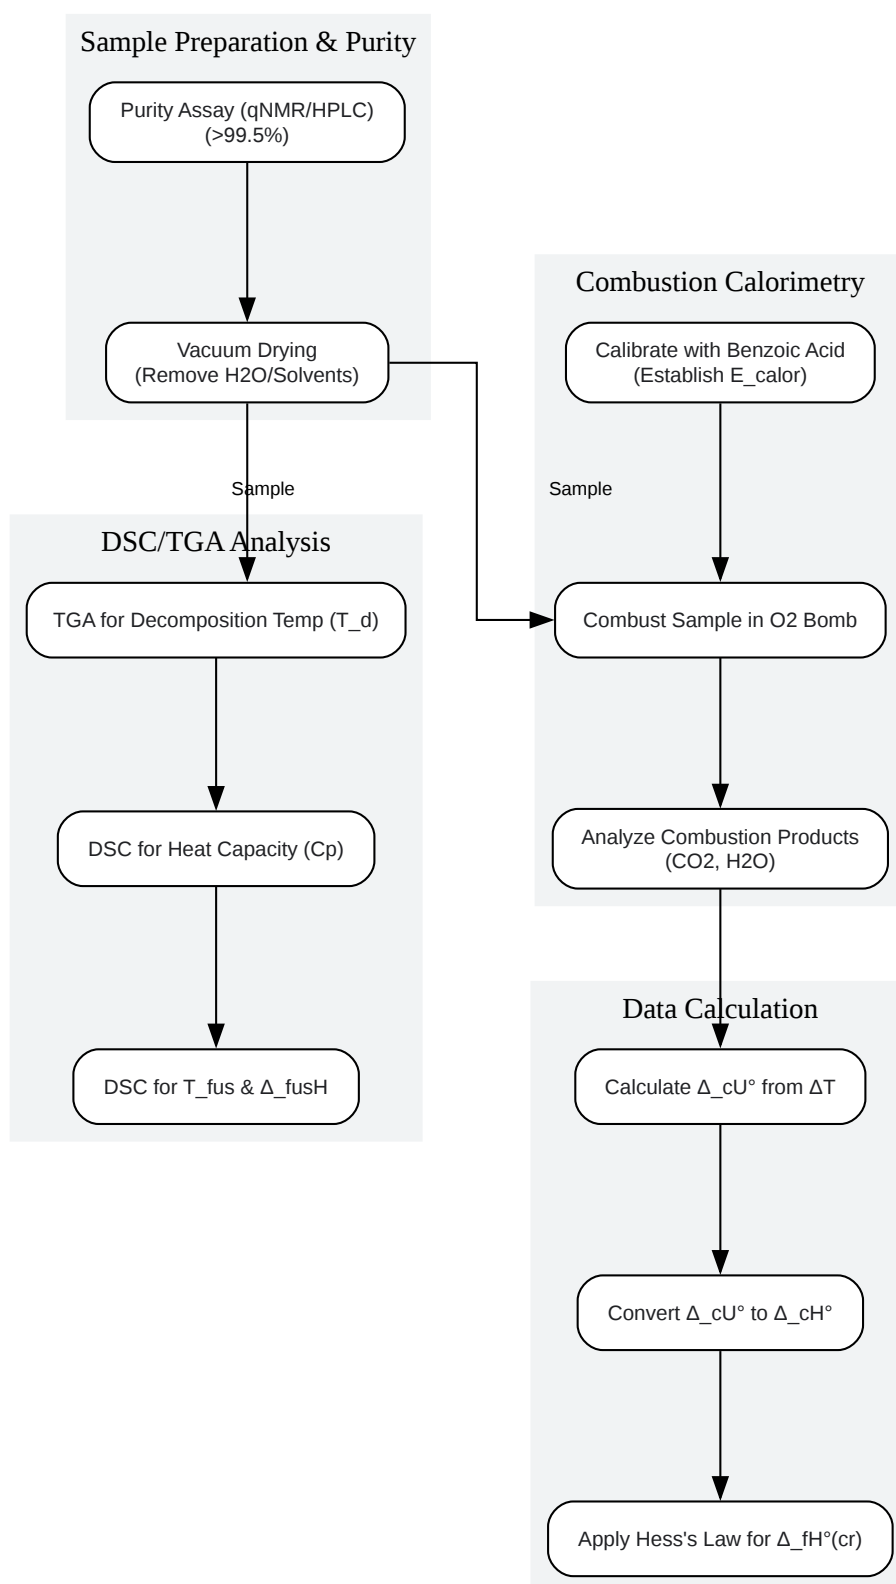 Sample Preparation & Purity
Purity Assay (qNMR/HPLC)
(>99.5%)
Vacuum Drying
(Remove H2O/Solvents)
Sample
DSC/TGA Analysis
TGA for Decomposition Temp (T_d)
DSC for Heat Capacity (Cp)
DSC for T_fus & Δ_fusH
Combustion Calorimetry
Calibrate with Benzoic Acid
(Establish E_calor)
Sample
Combust Sample in O2 Bomb
Analyze Combustion Products
(CO2, H2O)
Data Calculation
Calculate Δ_cU° from ΔT
Convert Δ_cU° to Δ_cH°
Apply Hess's Law for Δ_fH°(cr)